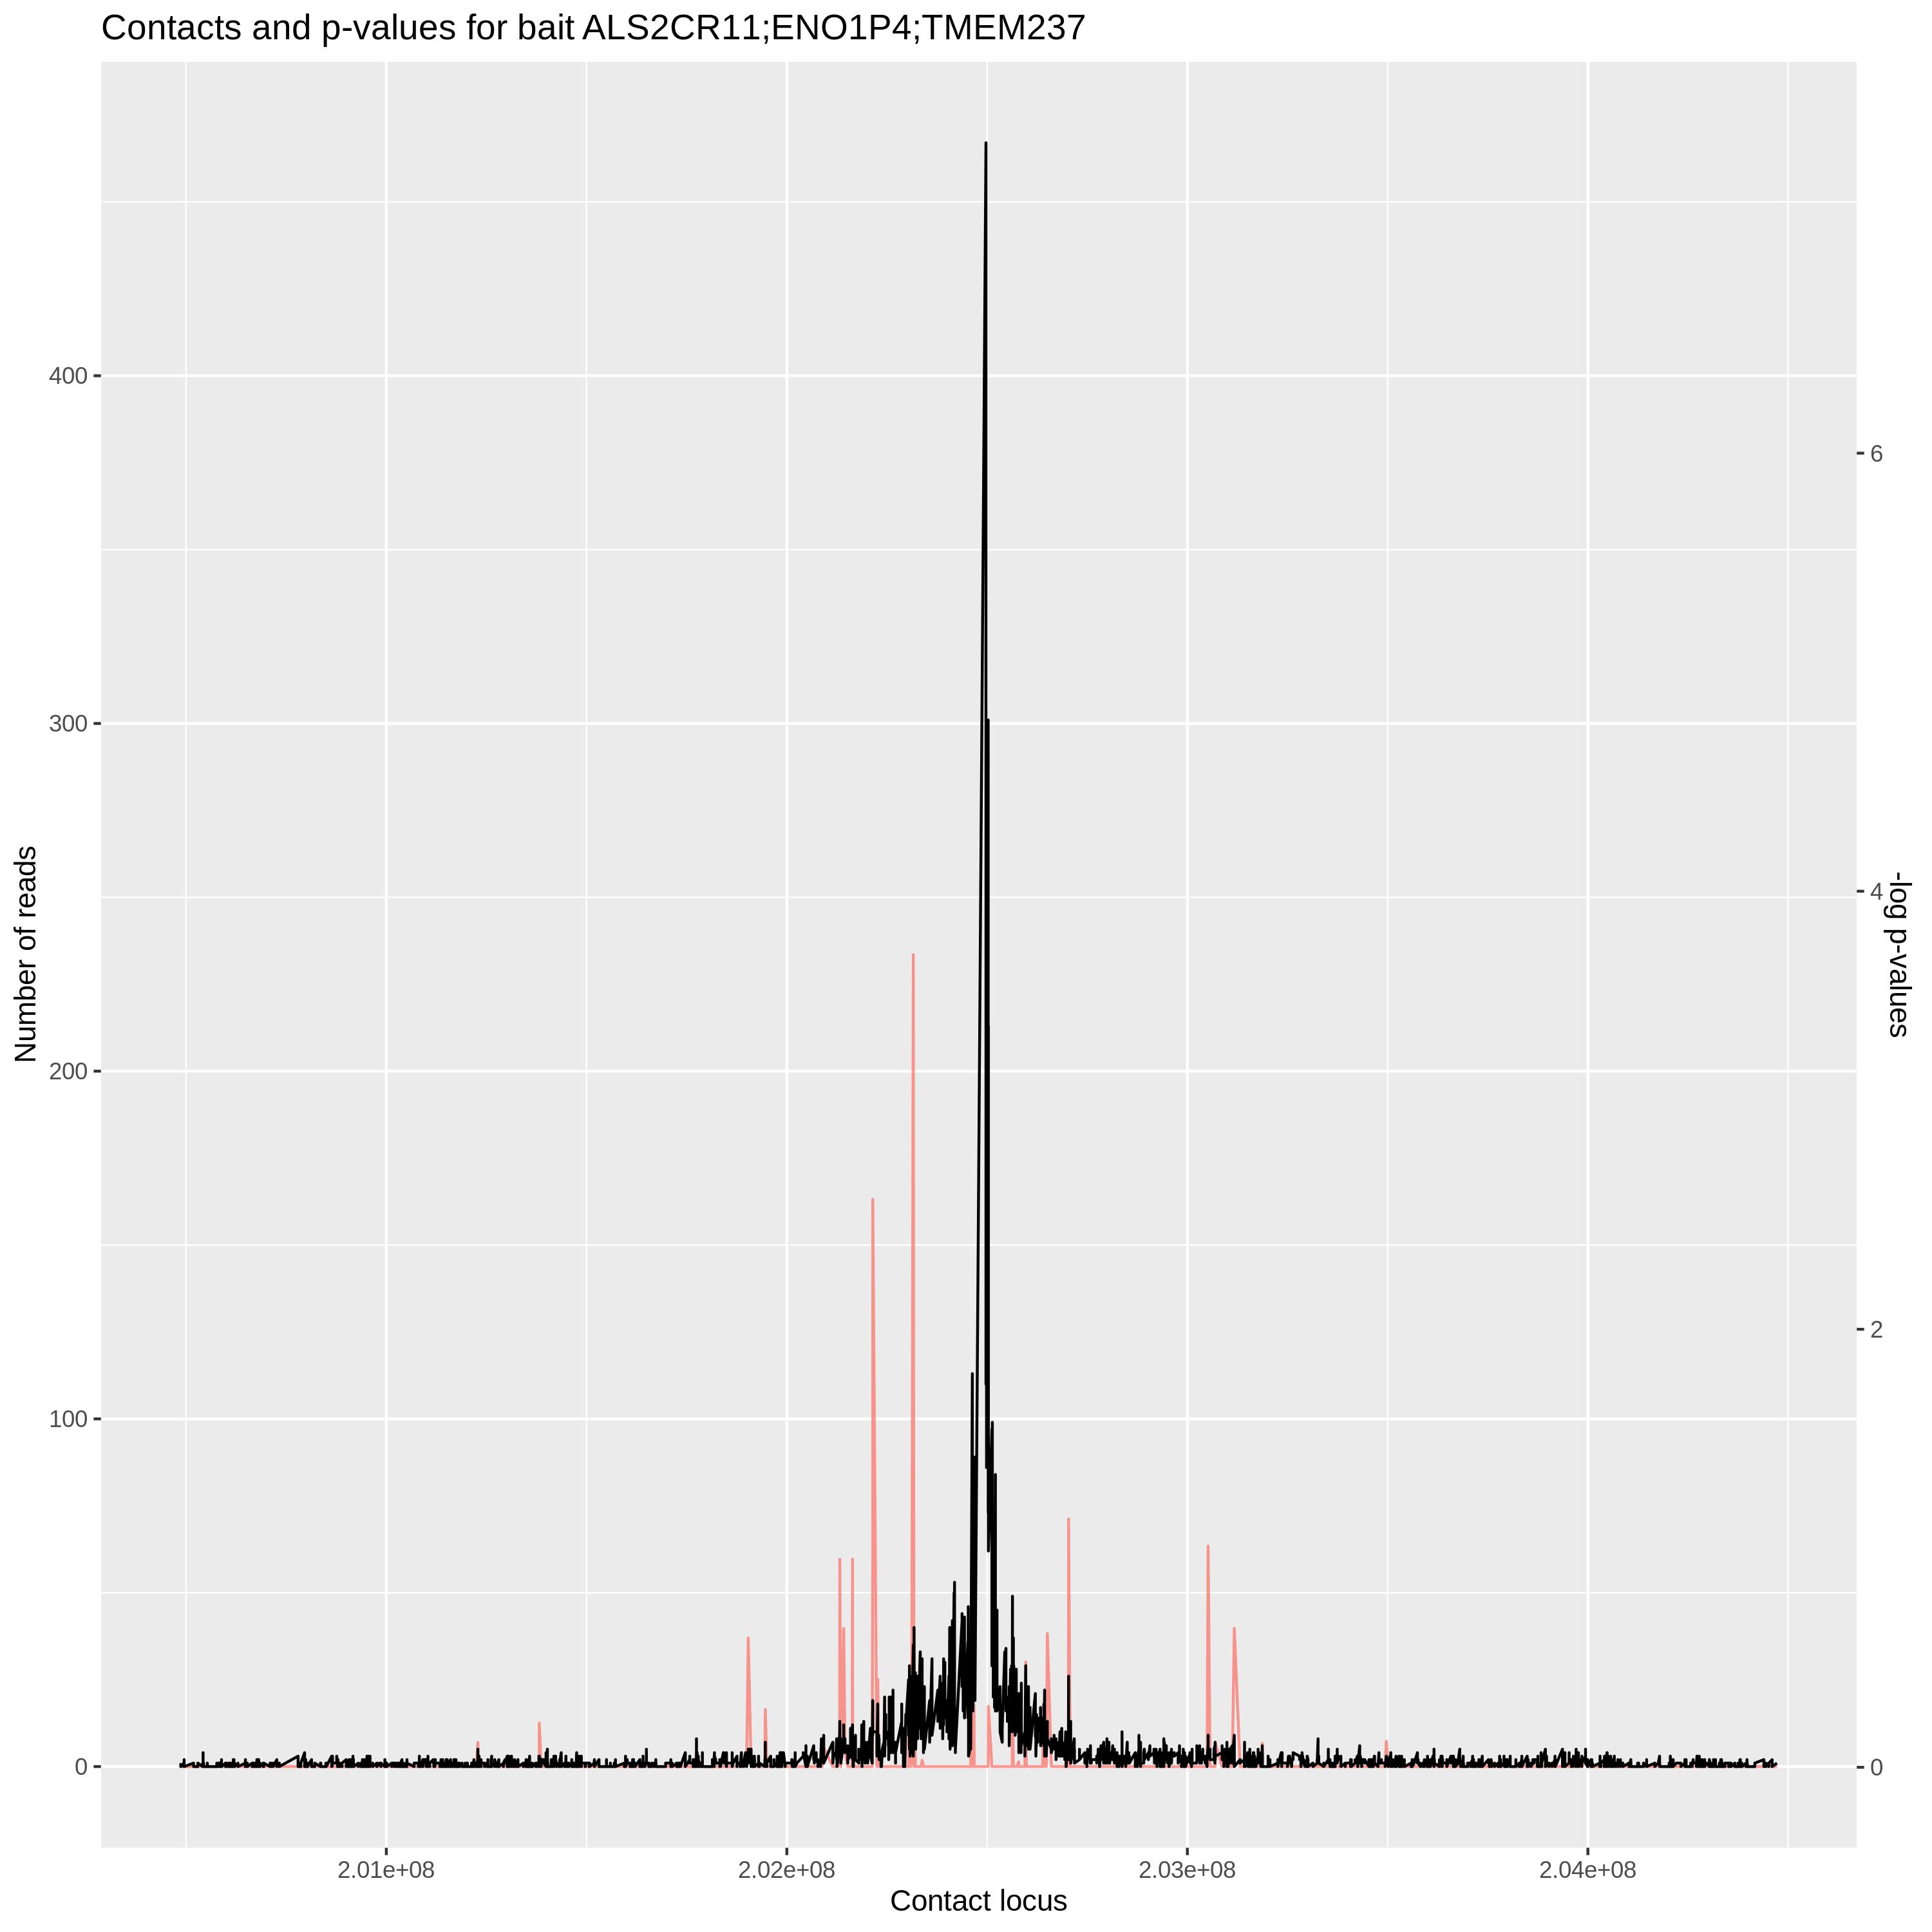 Contacts and p-values for bait ALS2CR11;ENO1P4;TMEM237
Number of reads
400
300
200
100
0
6
4
2
0
-log p-values
2.01e+08
2.02e+08
2.03e+08
2.04e+08
Contact locus